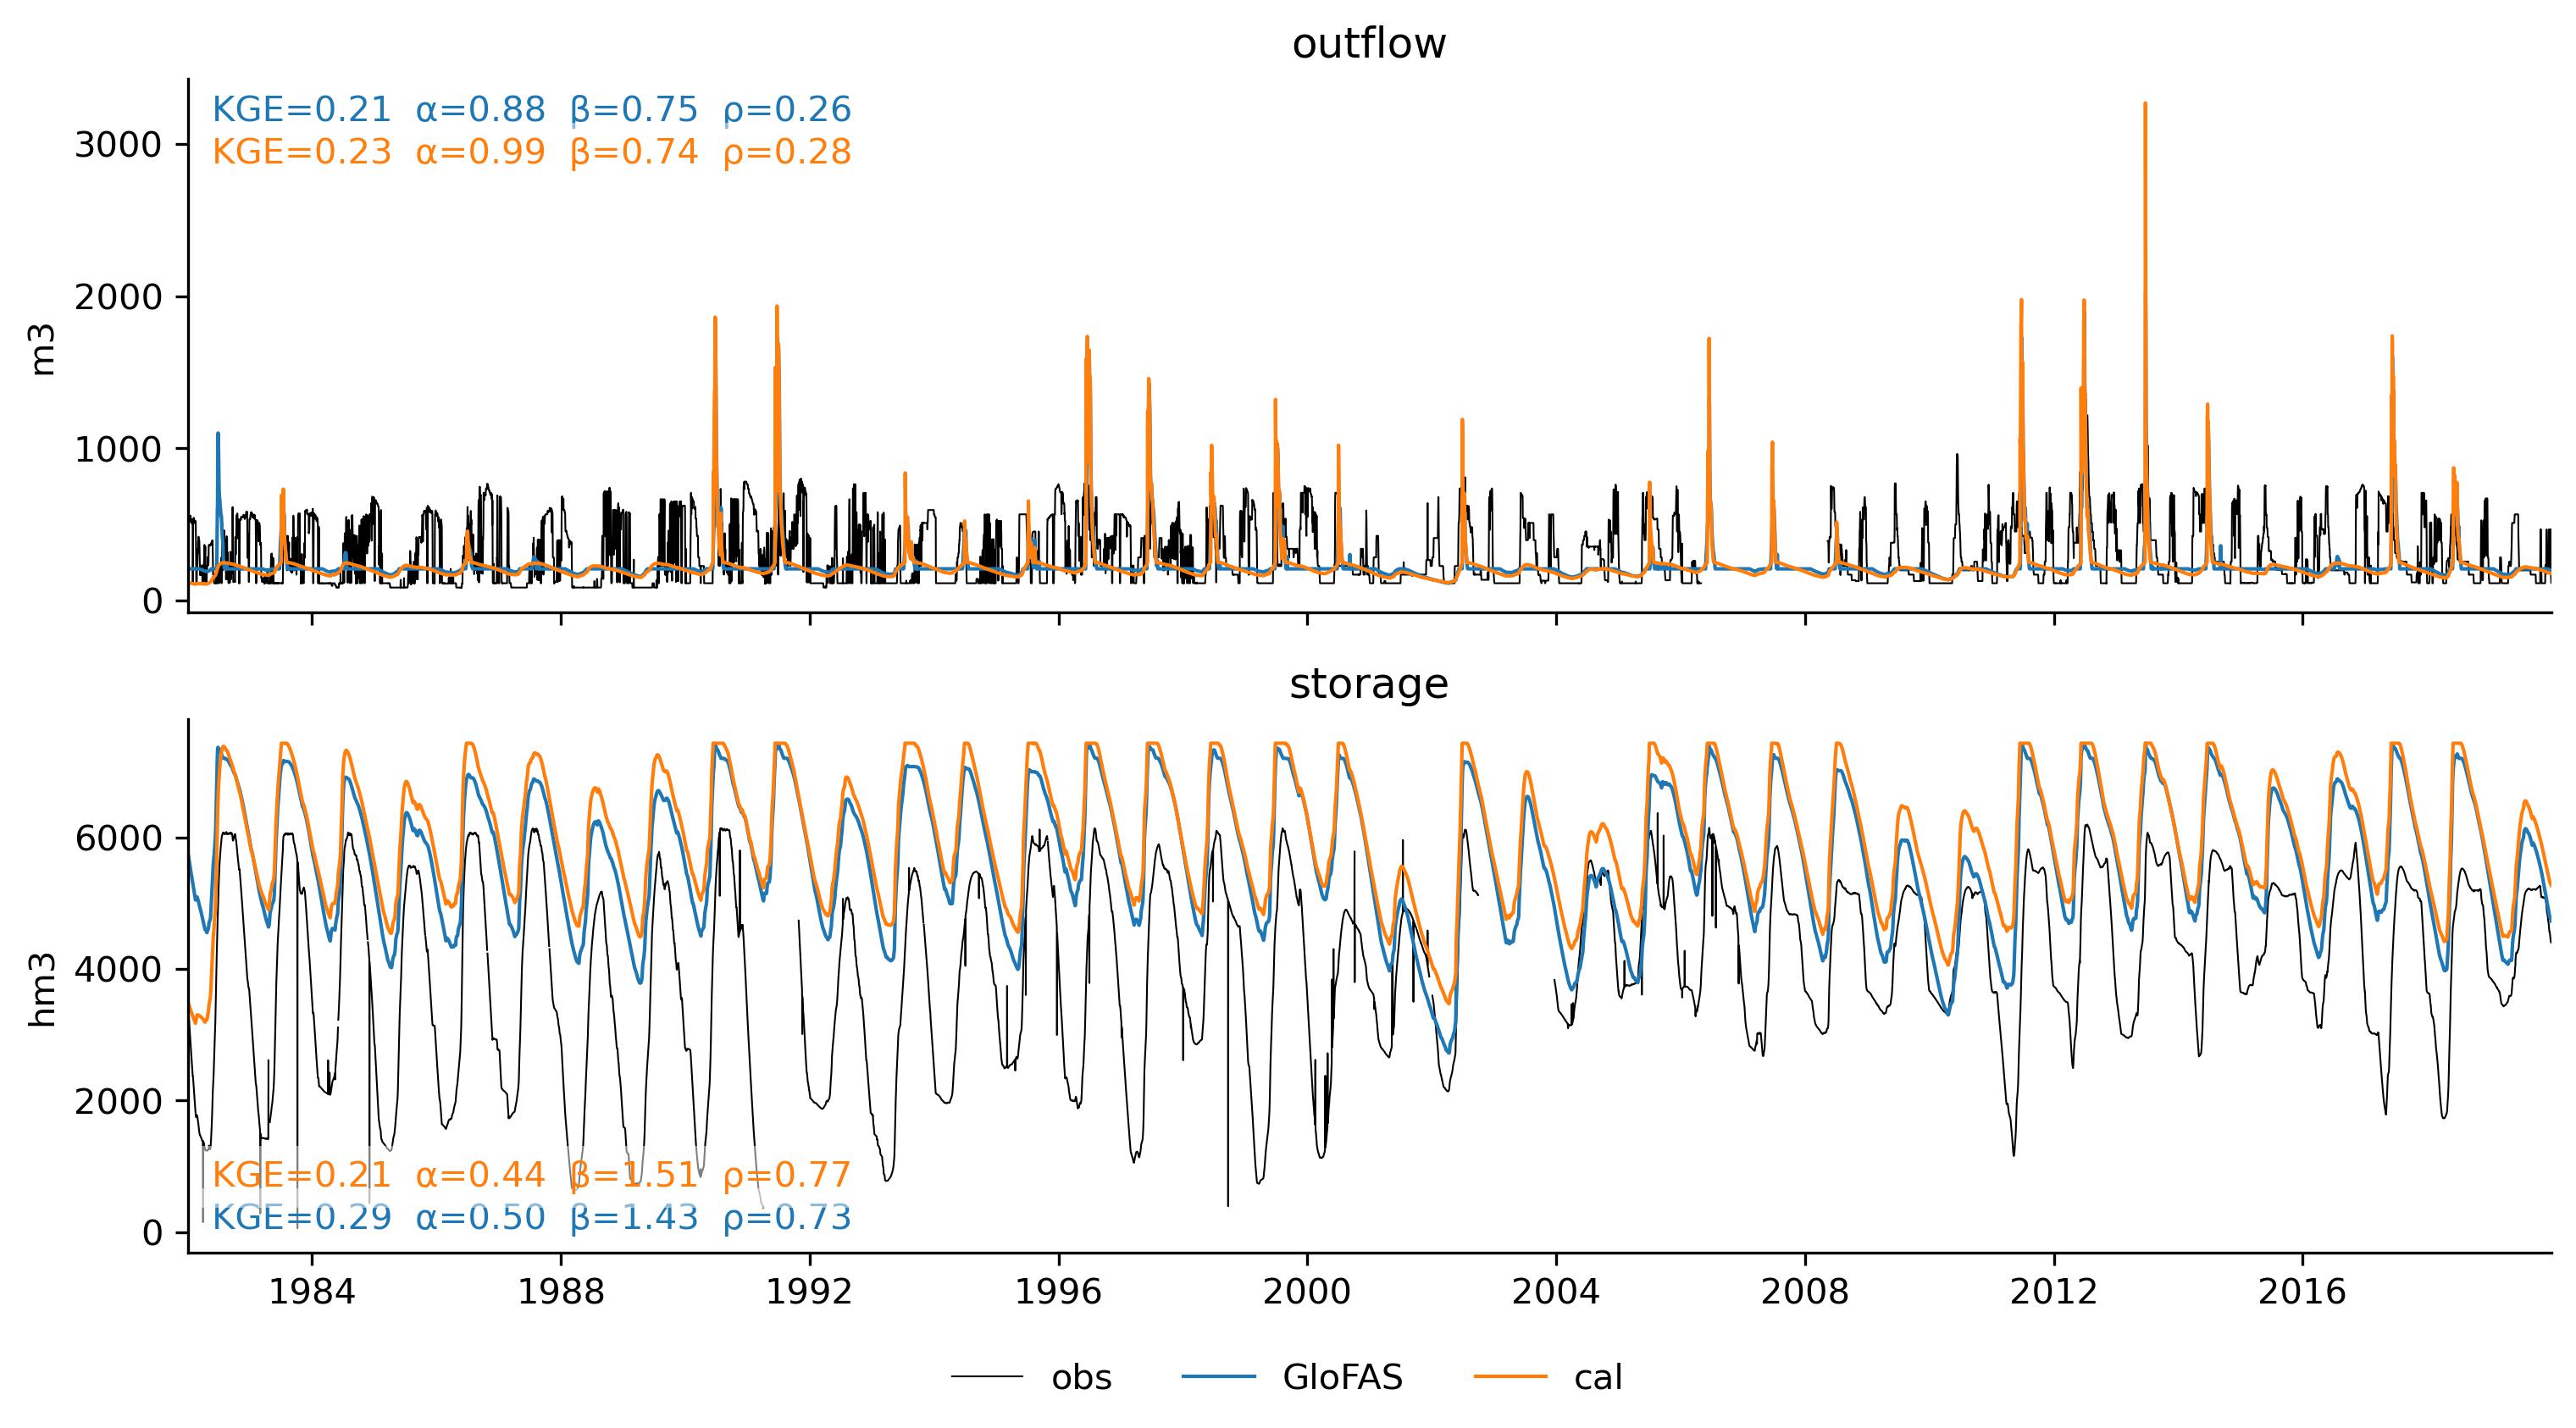 outflow
KGE=0.21 α=0.88 β=0.75 ρ=0.26
KGE=0.23 α=0.99 β=0.74 ρ=0.28
3000
2000
1000
0
m3
storage
6000
4000
2000
0
hm3
KGE=0.21 α=0.44 β=1.51 ρ=0.77
KGE=0.29 α=0.50 β=1.43 ρ=0.73
1984 1988 1992 1996 2000 2004 2008 2012 2016
obs GloFAS cal